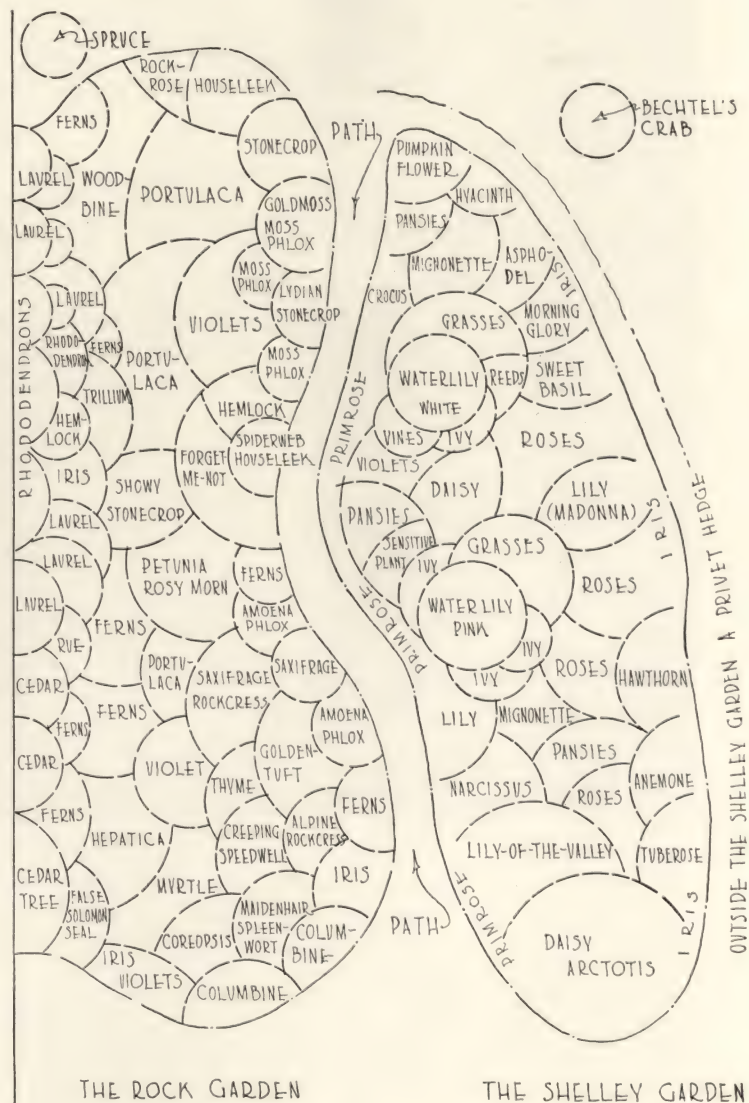 SPRUCE
ROCK-
ROSE
HOUSELEEK
FERNS
STONECROP
LAUREL
WOOD-
BINE
PORTULACA
GOLDMOSS
MOSS
PHLOX
LAUREL
MOSS
PHLOX
LYDIAN
STONECROP
LAUREL
VIOLETS
RHODODENDRONS
RHODO-
DENDRON
FERNS
PORTU-
LACA
MOSS
PHLOX
TRILLIUM
HEMLOCK
HEM-
LOCK
SPIDERWEB
HOUSELEEK
IRIS
FORGET-
ME-NOT
SHOWY
STONECROP
LAUREL
LAUREL
PETUNIA
ROSY MORN
FERNS
LAUREL
AMOENA
PHLOX
FERNS
RUE
PORTU-
LACA
SAXIFRAGE
SAXIFRAGE
ROCKCRESS
CEDAR
FERNS
AMOENA
PHLOX
FERNS
CEDAR
VIOLET
GOLDEN-
TUFT
THYME
FERNS
FERNS
HEPATICA
CREEPING
SPEEDWELL
ALPINE
ROCKCRESS
CEDAR
TREE
MYRTLE
IRIS
FALSE
SOLOMON
SEAL
MAIDENHAIR
SPLEEN-
WORT
COREOPSIS
COLUM-
BINE
IRIS
VIOLETS
COLUMBINE
PATH
PATH
BECHTEL'S
CRAB
PUMPKIN
FLOWER
HYACINTH
PANSIES
MIGNONETTE
ASPHO-
DEL
IRIS
CROCUS
GRASSES
MORNING
GLORY
WATERLILY
WHITE
REEDS
SWEET
BASIL
PRIMROSE
VINES
IVY
ROSES
VIOLETS
DAISY
LILY
(MADONNA)
IRIS
PANSIES
SENSITIVE
PLANT
IVY
GRASSES
ROSES
PRIMROSE
WATER LILY
PINK
IVY
IVY
ROSES
HAWTHORN
LILY
MIGNONETTE
PANSIES
NARCISSUS
ROSES
ANEMONE
LILY-OF-THE-VALLEY
TUBEROSE
PRIMROSE
DAISY
ARCTOTIS
IRIS
OUTSIDE THE SHELLEY GARDEN A PRIVET HEDGE
THE ROCK GARDEN
THE SHELLEY GARDEN